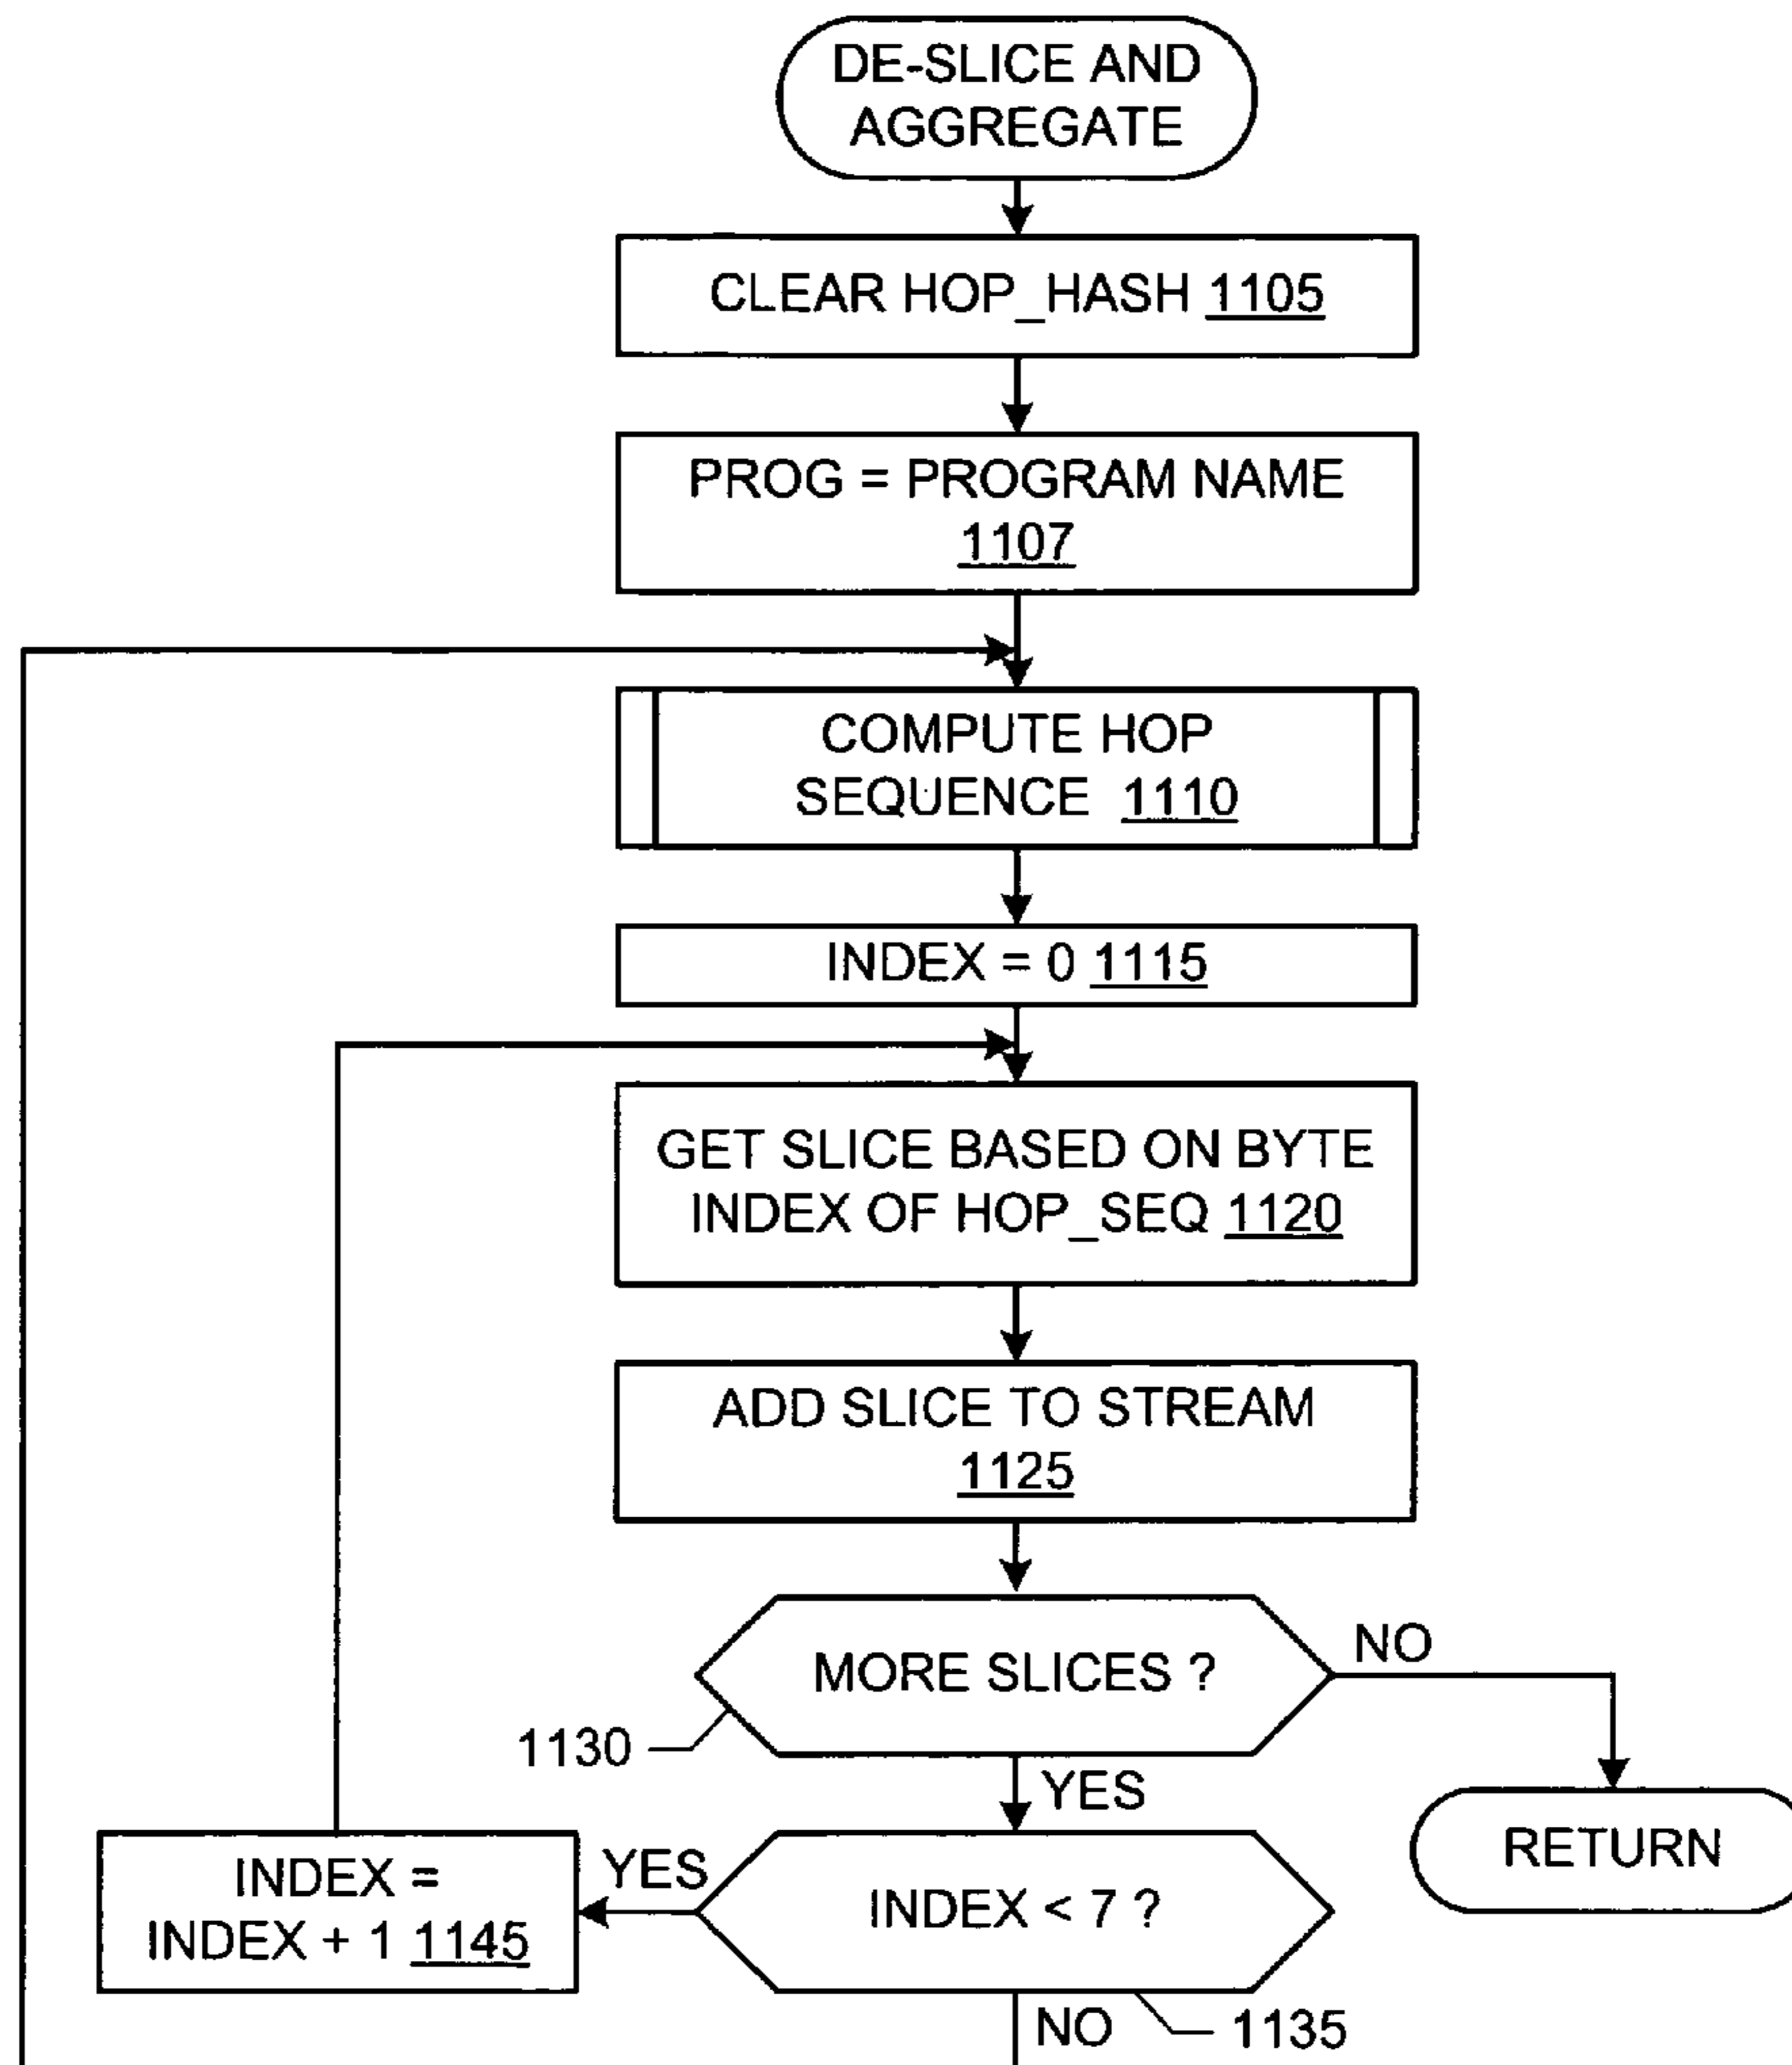 DE-SLICE AND
AGGREGATE
CLEAR HOP_HASH 1105
PROG = PROGRAM NAME
1107
COMPUTE HOP
SEQUENCE 1110
INDEX = 0 1115
GET SLICE BASED ON BYTE
INDEX OF HOP_SEQ 1120
ADD SLICE TO STREAM
1125
MORE SLICES ?
NO
1130
YES
RETURN
INDEX < 7 ?
YES
INDEX =
INDEX + 1 1145
NO
1135